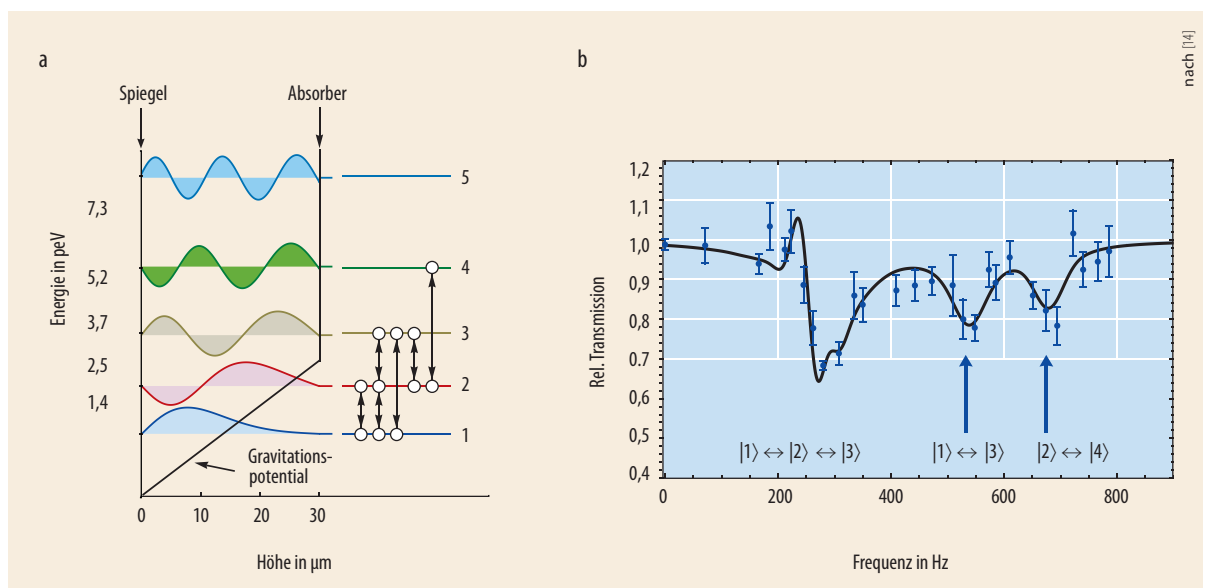 a
Spiegel
Absorber
Energie in peV
7,3
5,2
3,7
2,5
1,4
5
4
3
2
1
Gravitations-
potential
0 10 20 30
Höhe in µm
b
nach [14]
Rel. Transmission
1,2
1,1
1,0
0,9
0,8
0,7
0,6
0,5
0,4
|1⟩ ↔ |2⟩ ↔ |3⟩ |1⟩ ↔ |3⟩ |2⟩ ↔ |4⟩
0 200 400 600 800
Frequenz in Hz